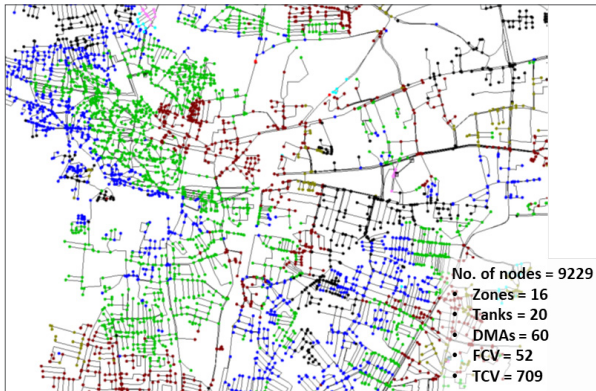 No. of nodes = 9229
• Zones = 16
• Tanks = 20
• DMAs = 60
• FCV = 52
• TCV = 709